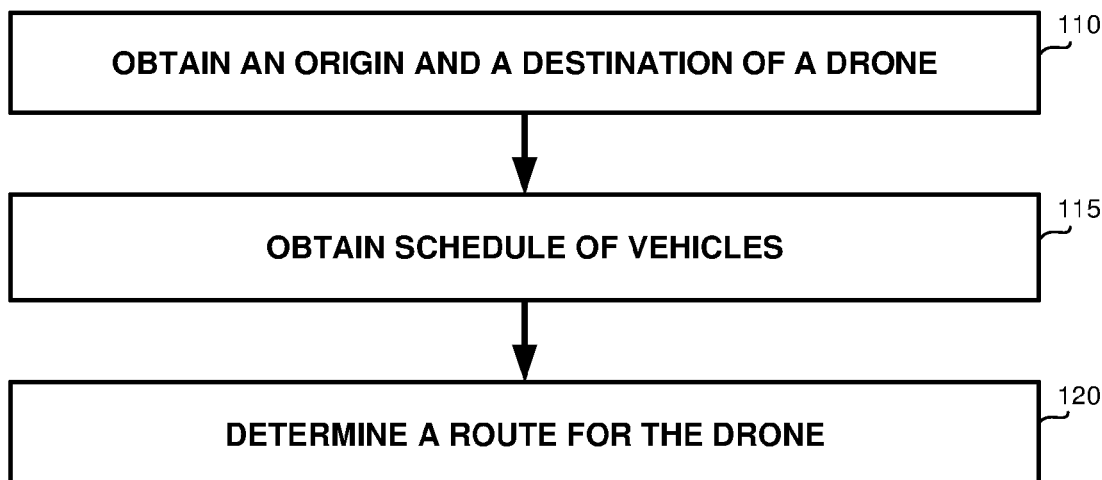 110
OBTAIN AN ORIGIN AND A DESTINATION OF A DRONE
115
OBTAIN SCHEDULE OF VEHICLES
120
DETERMINE A ROUTE FOR THE DRONE